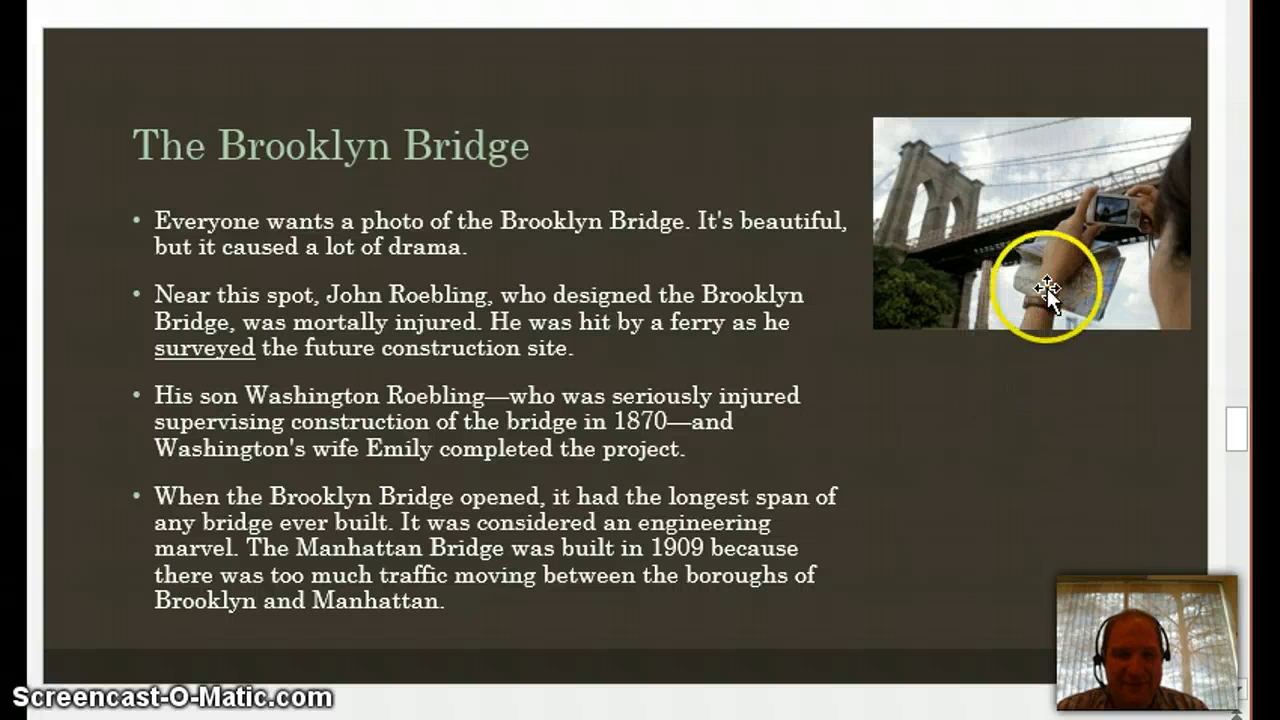 The Brooklyn Bridge
• Everyone wants a photo of the Brooklyn Bridge. It's beautiful,
but it caused a lot of drama.
• Near this spot, John Roebling, who designed the Brooklyn
Bridge, was mortally injured. He was hit by a ferry as he
surveyed the future construction site.
• His son Washington Roebling—who was seriously injured
supervising construction of the bridge in 1870—and
Washington's wife Emily completed the project.
• When the Brooklyn Bridge opened, it had the longest span of
any bridge ever built. It was considered an engineering
marvel. The Manhattan Bridge was built in 1909 because
there was too much traffic moving between the boroughs of
Brooklyn and Manhattan.
Screencast-O-Matic.com